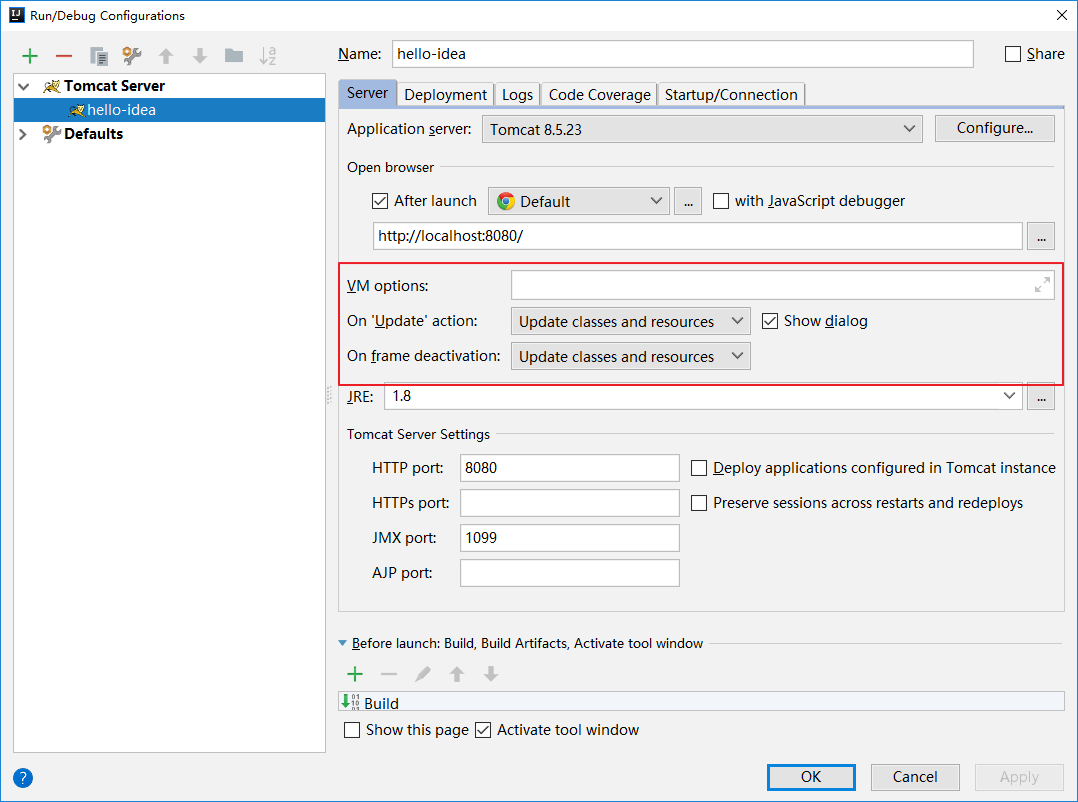 Run/Debug Configurations
Name: hello-idea Share
Tomcat Server
hello-idea
Defaults
Server Deployment Logs Code Coverage Startup/Connection
Application server: Tomcat 8.5.23 Configure...
Open browser
After launch Default ... with JavaScript debugger
http://localhost:8080/ ...
VM options:
On 'Update' action: Update classes and resources Show dialog
On frame deactivation: Update classes and resources
JRE: 1.8 ...
Tomcat Server Settings
HTTP port: 8080 Deploy applications configured in Tomcat instance
HTTPs port: Preserve sessions across restarts and redeploys
JMX port: 1099
AJP port:
Before launch: Build, Build Artifacts, Activate tool window
Build
Show this page Activate tool window
? OK Cancel Apply